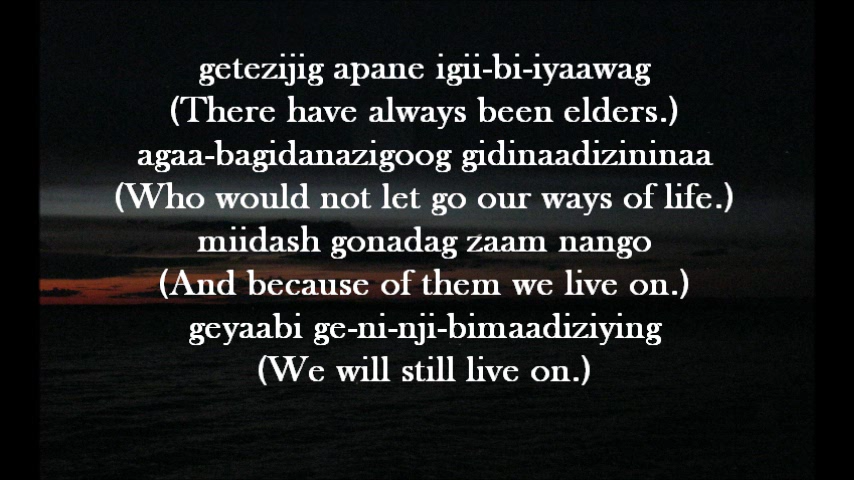 getezijig apane igii-bi-iyaawag
(There have always been elders.)
agaa-bagidanazigoog gidinaadizininaa
(Who would not let go our ways of life.)
miidash gonadag zaam nango
(And because of them we live on.)
geyaabi ge-ni-nji-bimaadiziying
(We will still live on.)